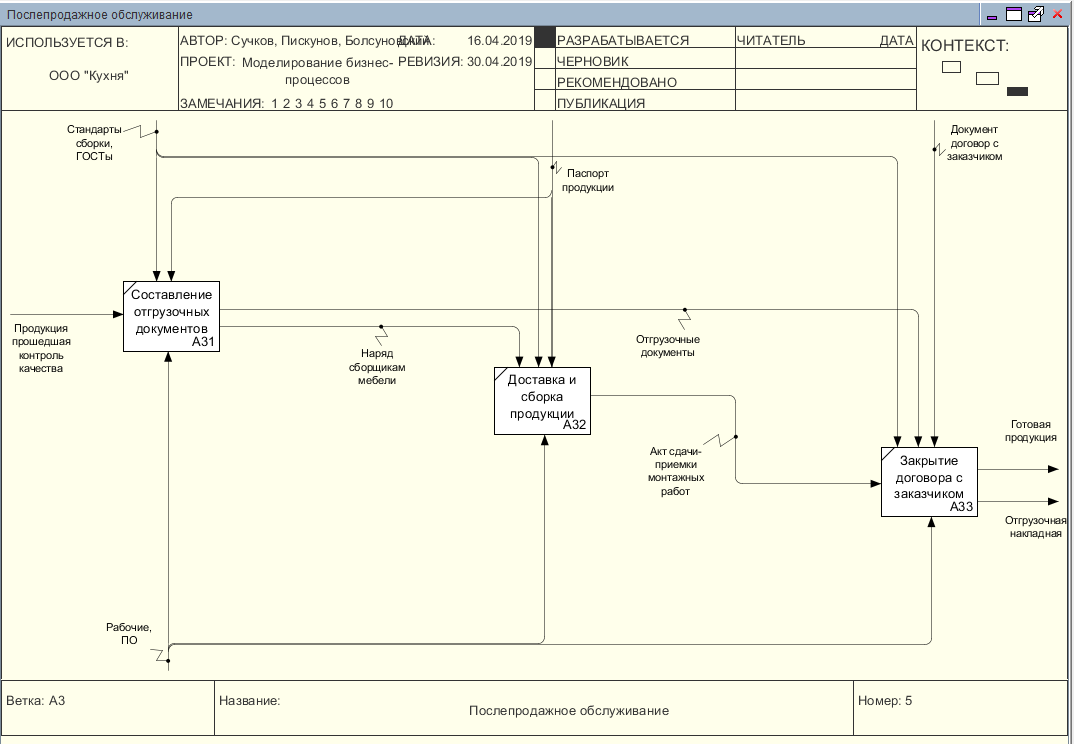 Послепродажное обслуживание
ИСПОЛЬЗУЕТСЯ В:
ООО "Кухня"
АВТОР: Сучков, Пискунов, Болсуновский
ДАТА: 16.04.2019
ПРОЕКТ: Моделирование бизнес-
процессов
РЕВИЗИЯ: 30.04.2019
ЗАМЕЧАНИЯ: 1 2 3 4 5 6 7 8 9 10
РАЗРАБАТЫВАЕТСЯ
ЧЕРНОВИК
РЕКОМЕНДОВАНО
ПУБЛИКАЦИЯ
ЧИТАТЕЛЬ
ДАТА
КОНТЕКСТ:
Стандарты
сборки,
ГОСТы
Паспорт
продукции
Документ
договор с
заказчиком
Составление
отгрузочных
документов
A31
Продукция
прошедшая
контроль
качества
Наряд
сборщикам
мебели
Отгрузочные
документы
Доставка и
сборка
продукции
A32
Акт сдачи-
приемки
монтажных
работ
Закрытие
договора с
заказчиком
A33
Готовая
продукция
Отгрузочная
накладная
Рабочие,
ПО
Ветка: A3
Название:
Послепродажное обслуживание
Номер: 5